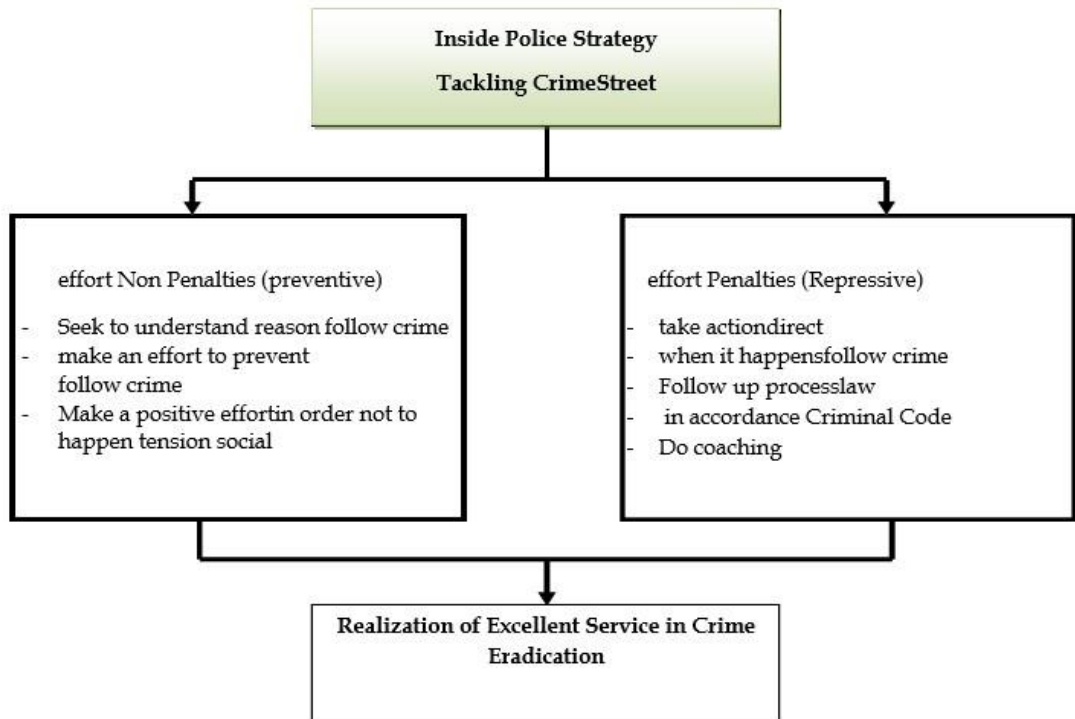 Inside Police Strategy
Tackling CrimeStreet
effort Non Penalties (preventive)
- Seek to understand reason follow crime
- make an effort to prevent
follow crime
- Make a positive effortin order not to
happen tension social
effort Penalties (Repressive)
- take actiondirect
- when it happensfollow crime
- Follow up processlaw
- in accordance Criminal Code
- Do coaching
Realization of Excellent Service in Crime
Eradication